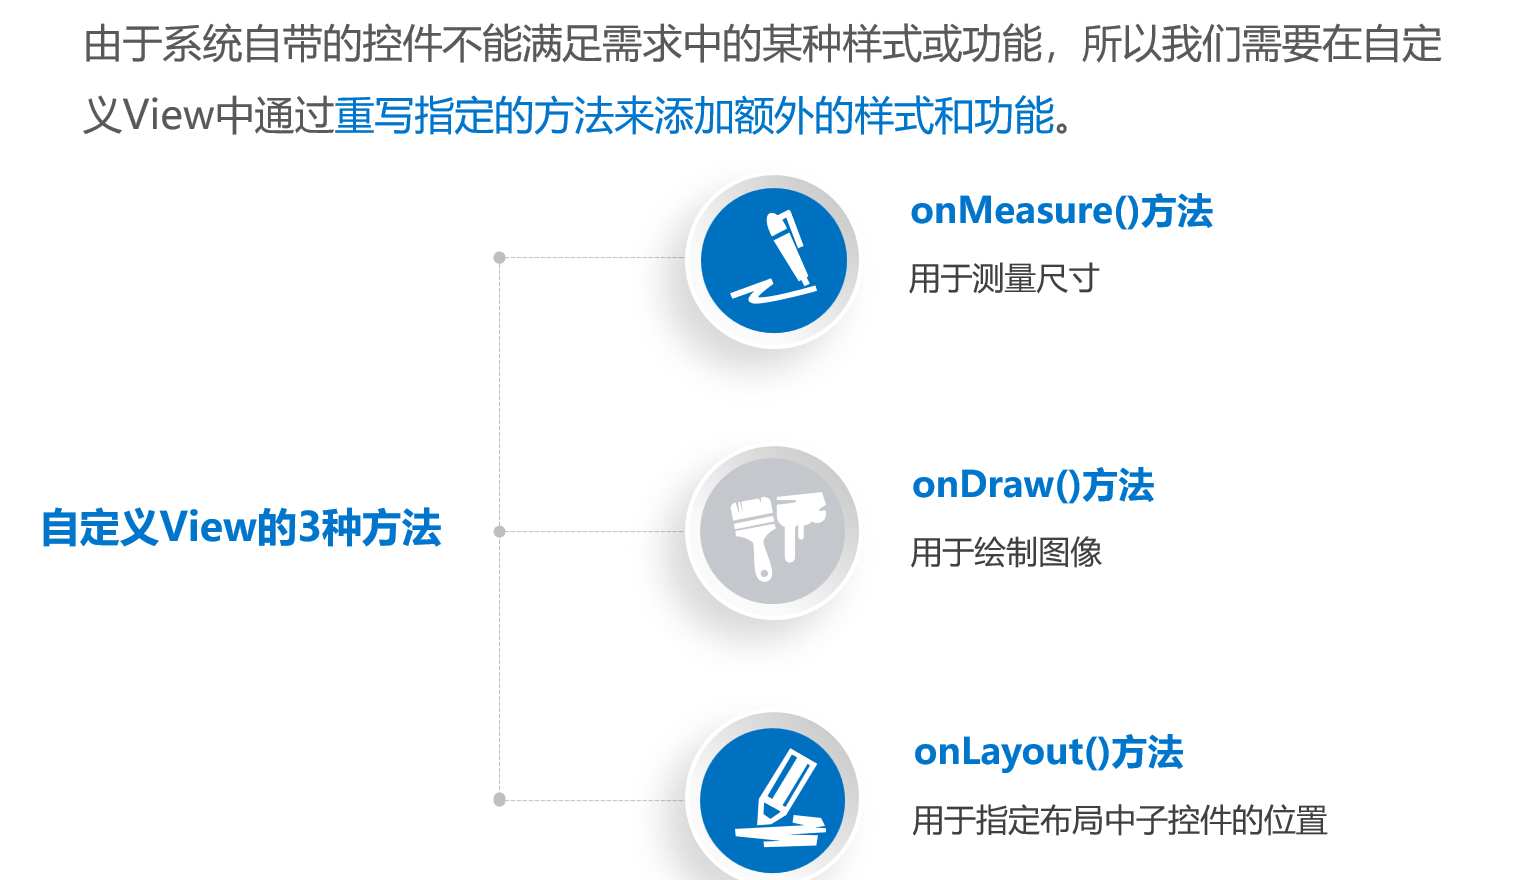 由于系统自带的控件不能满足需求中的某种样式或功能，所以我们需要在自定
义View中通过重写指定的方法来添加额外的样式和功能。
onMeasure()方法
用于测量尺寸
onDraw()方法
自定义View的3种方法
用于绘制图像
onLayout()方法
用于指定布局中子控件的位置